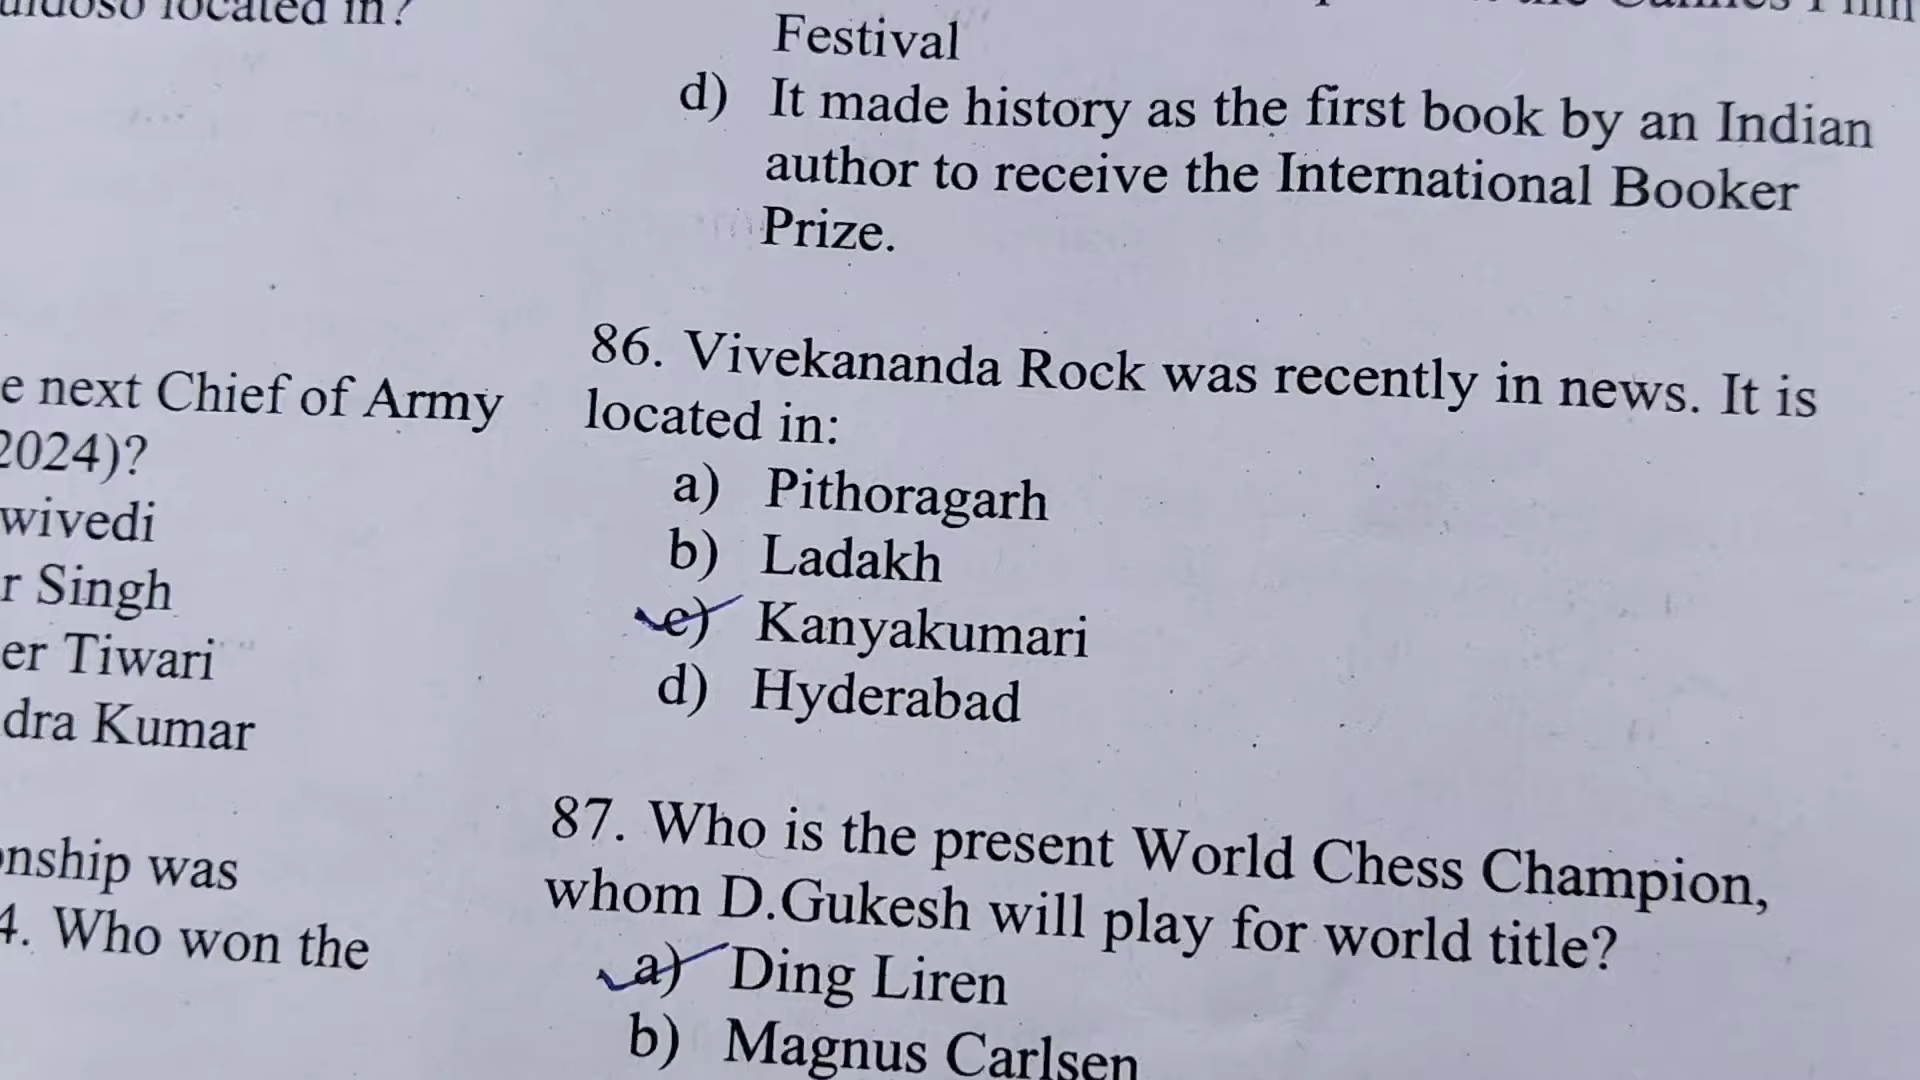 located in?
e next Chief of Army
2024)?
wivedi
r Singh
er Tiwari
dra Kumar
nship was
4. Who won the
Festival
d) It made history as the first book by an Indian
author to receive the International Booker
Prize.
86. Vivekananda Rock was recently in news. It is
located in:
a) Pithoragarh
b) Ladakh
c) Kanyakumari
d) Hyderabad
87. Who is the present World Chess Champion,
whom D.Gukesh will play for world title?
a) Ding Liren
b) Magnus Carlsen